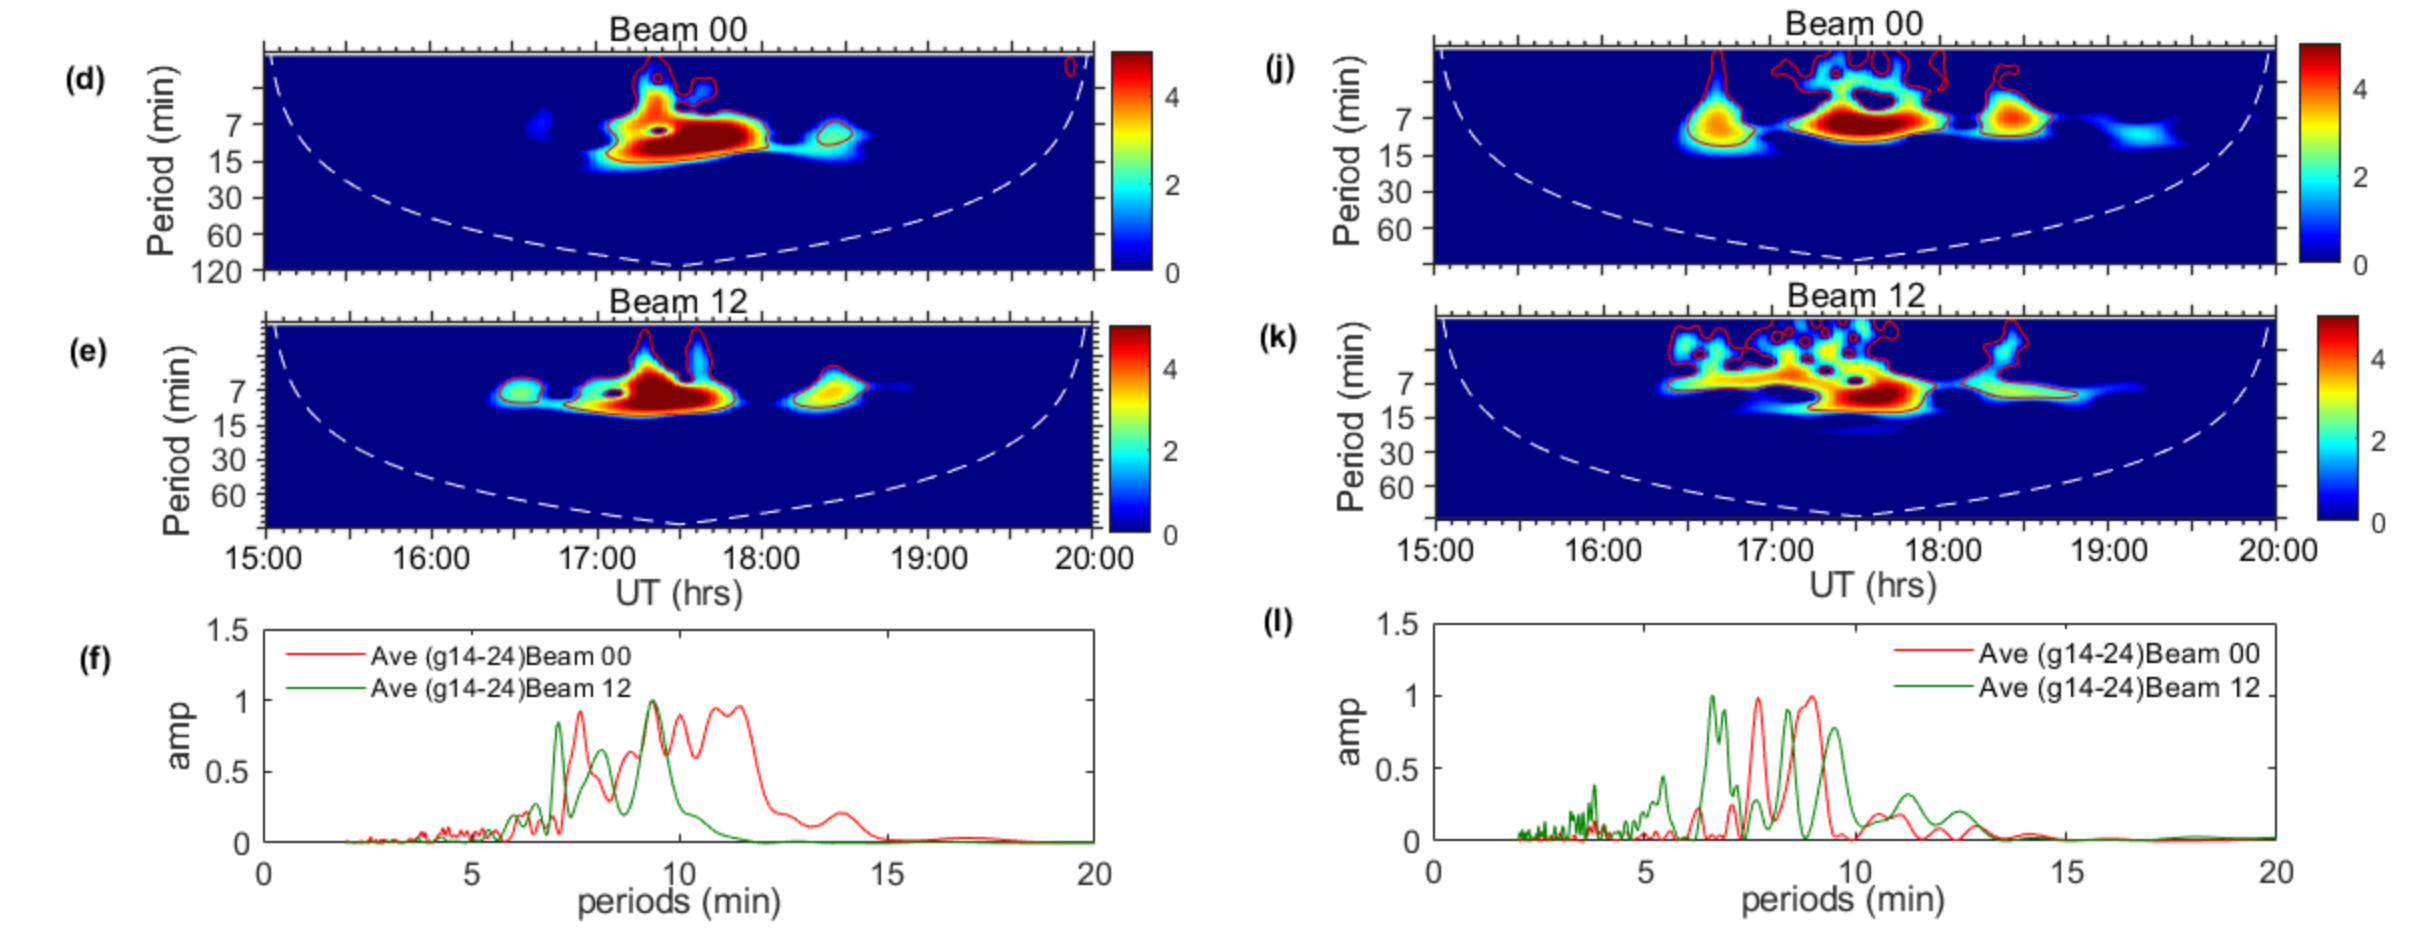 (d)
Beam 00
Period (min)
7
15
30
60
120
4
2
0
(e)
Beam 12
Period (min)
7
15
30
60
4
2
0
15:00 16:00 17:00 18:00 19:00 20:00
UT (hrs)
(f)
1.5
1
0.5
0
amp
Ave (g14-24)Beam 00
Ave (g14-24)Beam 12
0 5 10 15 20
periods (min)
(j)
Beam 00
Period (min)
7
15
30
60
4
2
0
(k)
Beam 12
Period (min)
7
15
30
60
4
2
0
15:00 16:00 17:00 18:00 19:00 20:00
UT (hrs)
(l)
1.5
1
0.5
0
amp
Ave (g14-24)Beam 00
Ave (g14-24)Beam 12
0 5 10 15 20
periods (min)